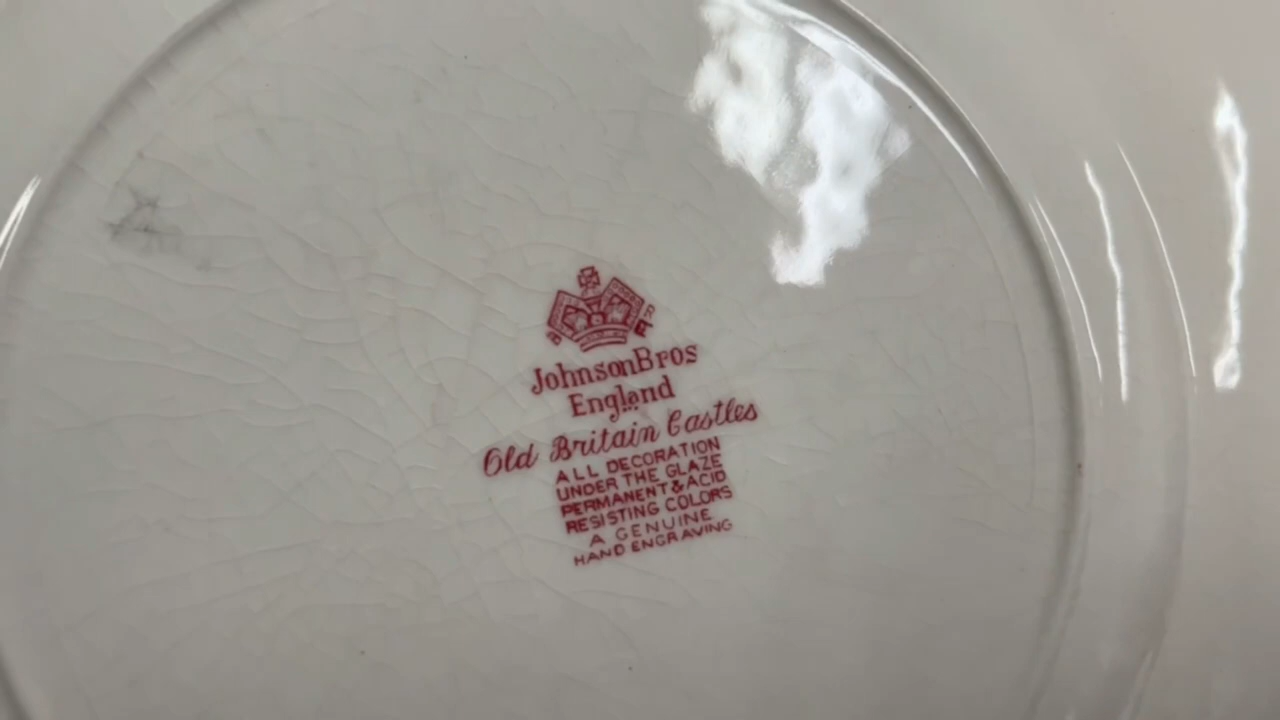 JohnsonBros
England
Old Britain Castles
ALL DECORATION
UNDER THE GLAZE
PERMANENT & ACID
RESISTING COLORS
A GENUINE
HAND ENGRAVING